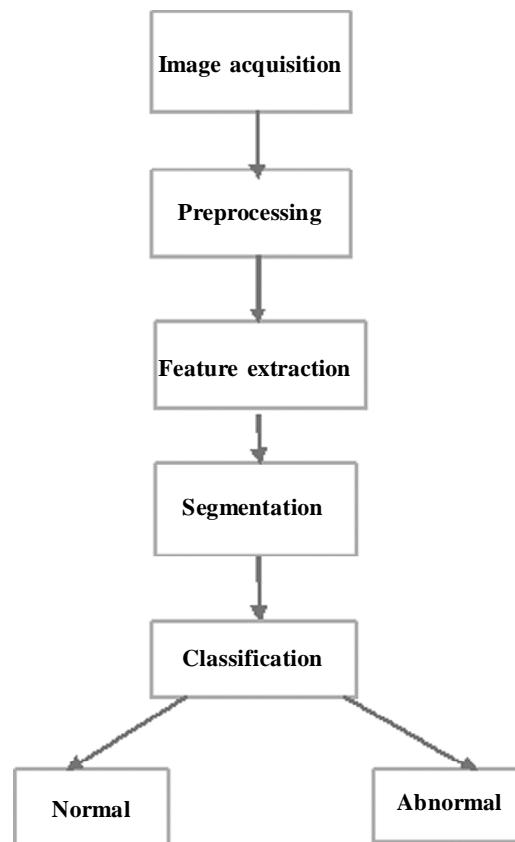 Image acquisition
Preprocessing
Feature extraction
Segmentation
Classification
Normal
Abnormal